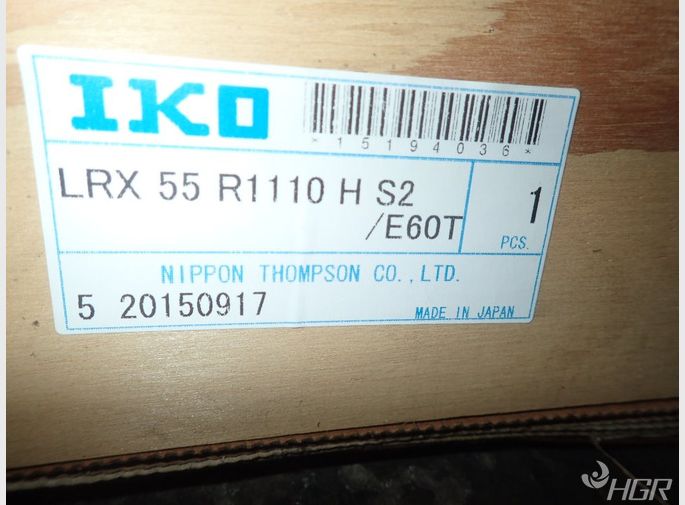 IKO
*15194036*
LRX 55 R1110 H S2
/E60T
1
PCS.
NIPPON THOMPSON CO.,LTD.
5 20150917
MADE IN JAPAN
HGR